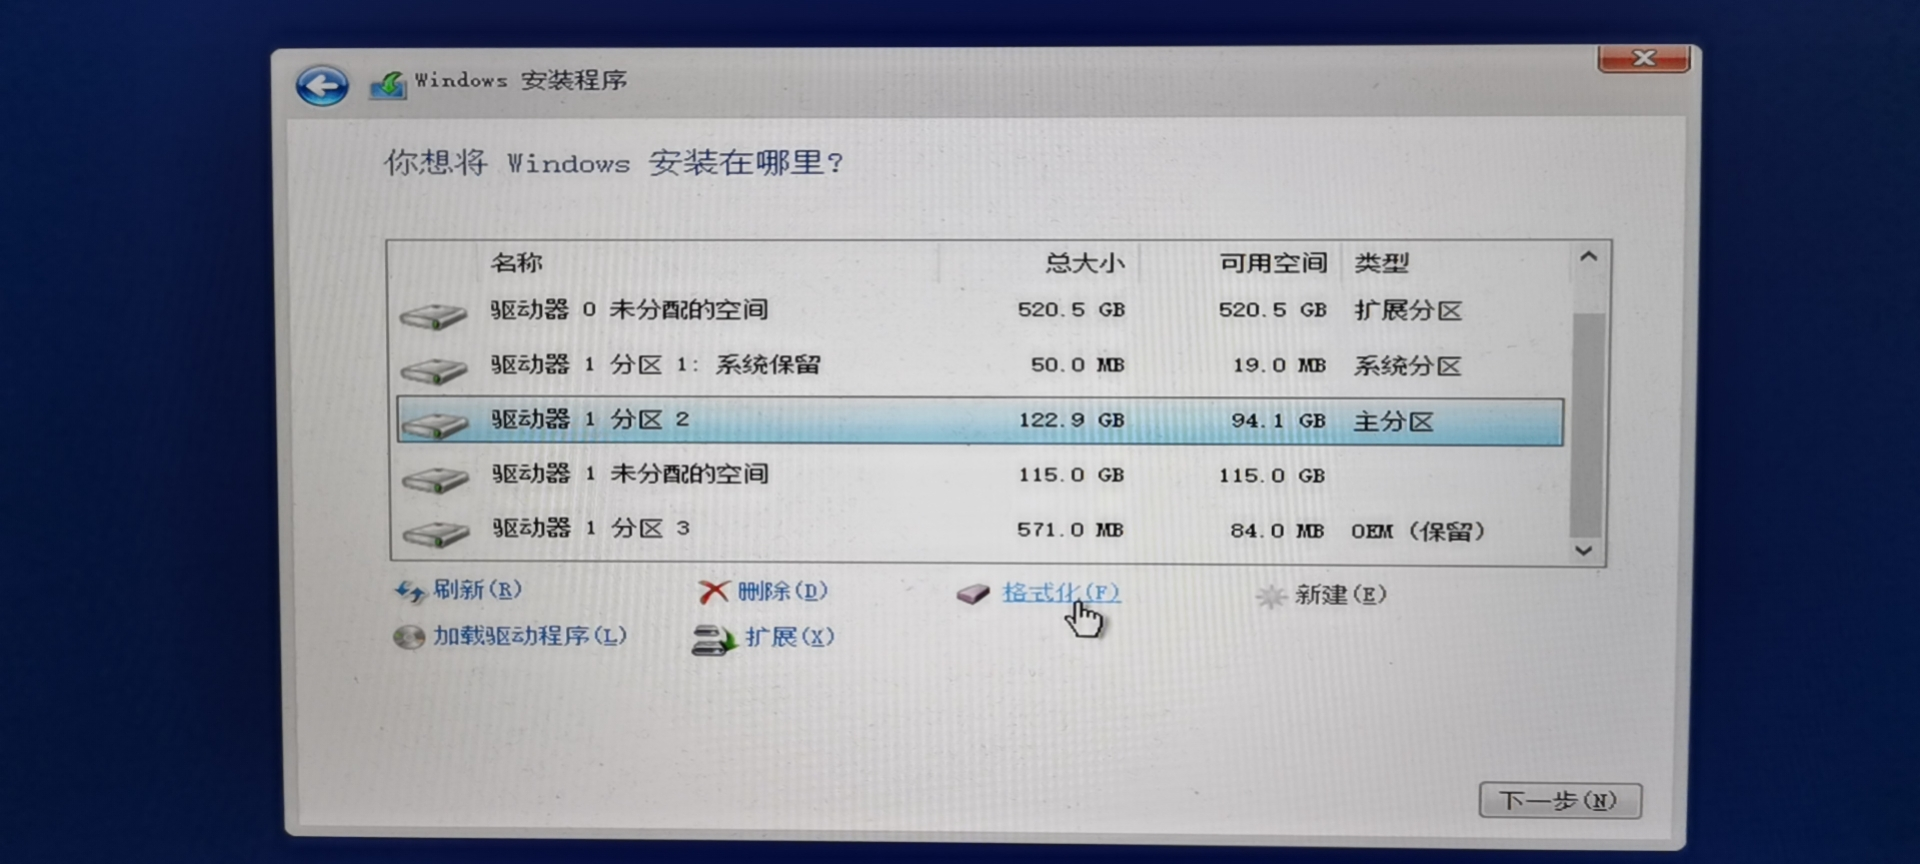 Windows 安装程序
你想将 Windows 安装在哪里?
名称 总大小 可用空间 类型
驱动器 0 未分配的空间 520.5 GB 520.5 GB 扩展分区
驱动器 1 分区 1: 系统保留 50.0 MB 19.0 MB 系统分区
驱动器 1 分区 2 122.9 GB 94.1 GB 主分区
驱动器 1 未分配的空间 115.0 GB 115.0 GB
驱动器 1 分区 3 571.0 MB 84.0 MB OEM (保留)
刷新(R) 删除(D) 格式化(F) 新建(E)
加载驱动程序(L) 扩展(X)
下一步(N)